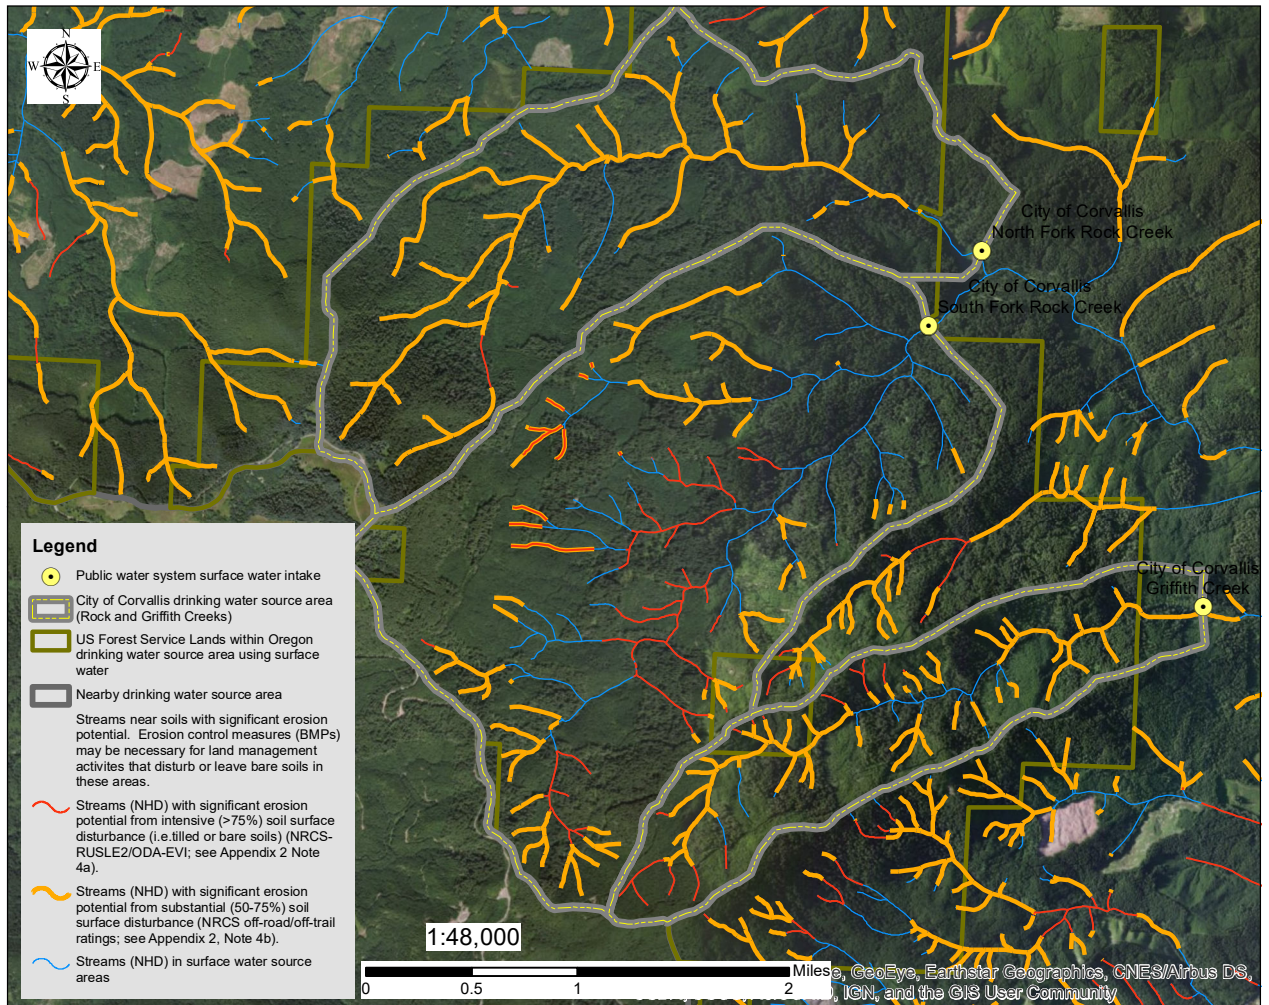 N
W E
S
City of Corvallis
North Fork Rock Creek
City of Corvallis
South Fork Rock Creek
City of Corvallis
Griffith Creek
Legend
Public water system surface water intake
City of Corvallis drinking water source area
(Rock and Griffith Creeks)
US Forest Service Lands within Oregon
drinking water source area using surface
water
Nearby drinking water source area
Streams near soils with significant erosion
potential. Erosion control measures (BMPs)
may be necessary for land management
activites that disturb or leave bare soils in
these areas.
Streams (NHD) with significant erosion
potential from intensive (>75%) soil surface
disturbance (i.e.tilled or bare soils) (NRCS-
RUSLE2/ODA-EVI; see Appendix 2 Note
4a).
Streams (NHD) with significant erosion
potential from substantial (50-75%) soil
surface disturbance (NRCS off-road/off-trail
ratings; see Appendix 2, Note 4b).
Streams (NHD) in surface water source
areas
1:48,000
Miles
0 0.5 1 2
e, GeoEye, Earthstar Geographics, CNES/Airbus DS,
IGN, and the GIS User Community